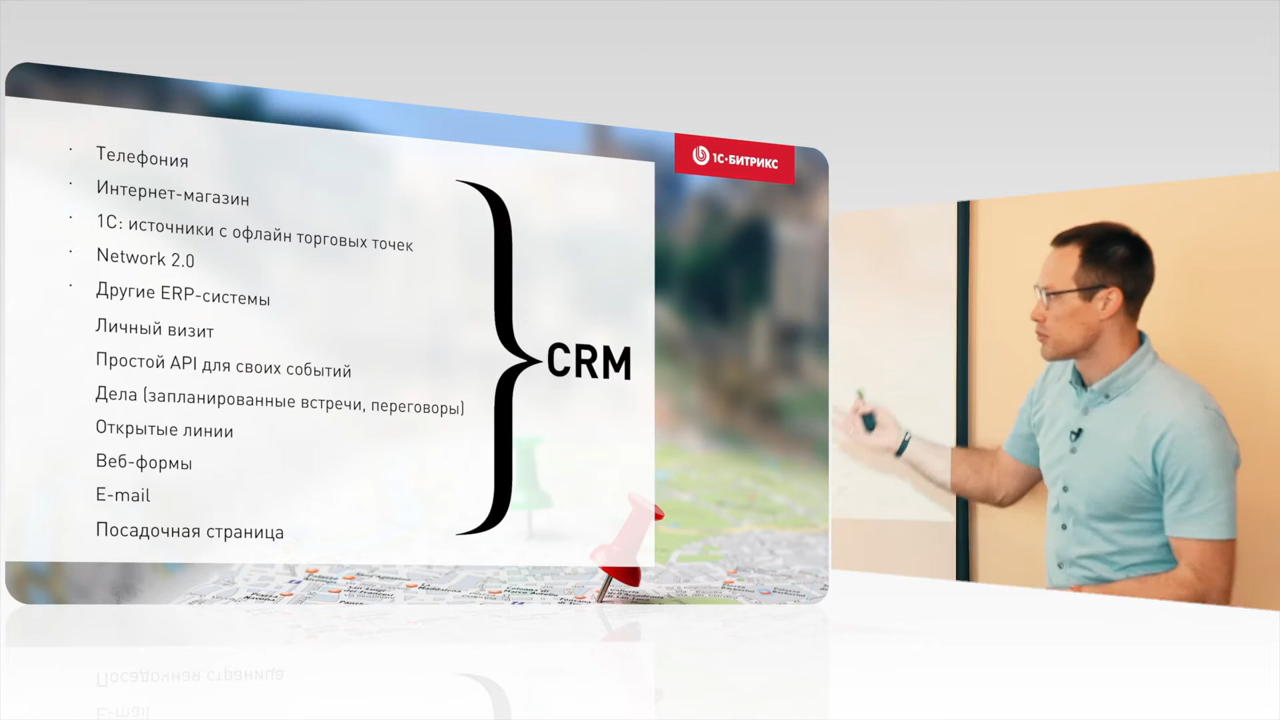 1С·БИТРИКС
Телефония
Интернет-магазин
1С: источники с офлайн торговых точек
Network 2.0
Другие ERP-системы
Личный визит
Простой API для своих событий
Дела (запланированные встречи, переговоры)
Открытые линии
Веб-формы
E-mail
Посадочная страница
CRM